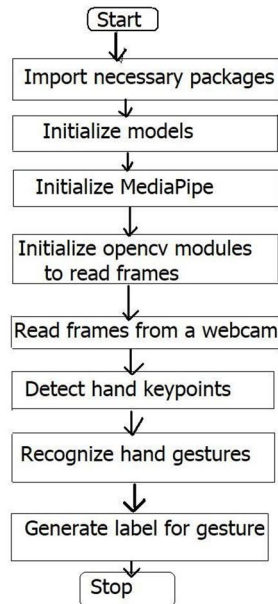 Start
Import necessary packages
Initialize models
Initialize MediaPipe
Initialize opencv modules
to read frames
Read frames from a webcam
Detect hand keypoints
Recognize hand gestures
Generate label for gesture
Stop